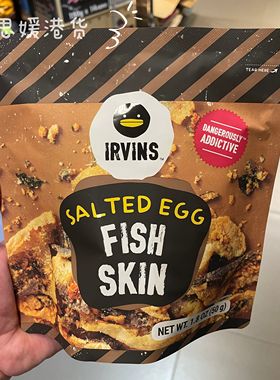 思媛港货
TEAR HERE
IRVINS
DANGEROUSLY
ADDICTIVE
SALTED EGG
FISH
SKIN
NET WT. 1.8 OZ (50 g)